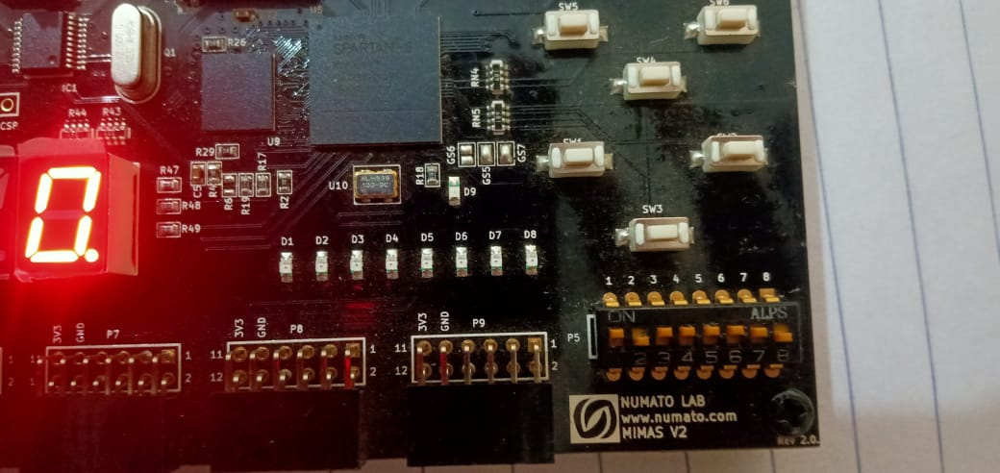 SW5
SW6
U5
SPARTAN
R26
Q1
IC1
SW4
RN4
CSP
R44
R43
RN5
U9
GS6
GS5
GS7
SW1
R29
R17
R47
C5
R4
R6
R19
R2
U10
100.0C
R18
D9
R48
R49
SW3
0.
D1
D2
D3
D4
D5
D6
D7
D8
1 2 3 4 5 6 7 8
ON
ALPS
P5
2 3 4 5 6 7 8
3V3
GND
P7
11
1
12
2
3V3
GND
P8
11
1
12
2
3V3
GND
P9
11
1
12
2
NUMATO LAB
www.numato.com
MIMAS V2
Rev 2.0